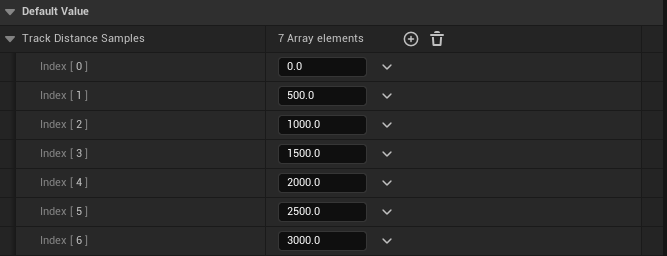 Default Value
Track Distance Samples 7 Array elements
Index [ 0 ] 0.0
Index [ 1 ] 500.0
Index [ 2 ] 1000.0
Index [ 3 ] 1500.0
Index [ 4 ] 2000.0
Index [ 5 ] 2500.0
Index [ 6 ] 3000.0